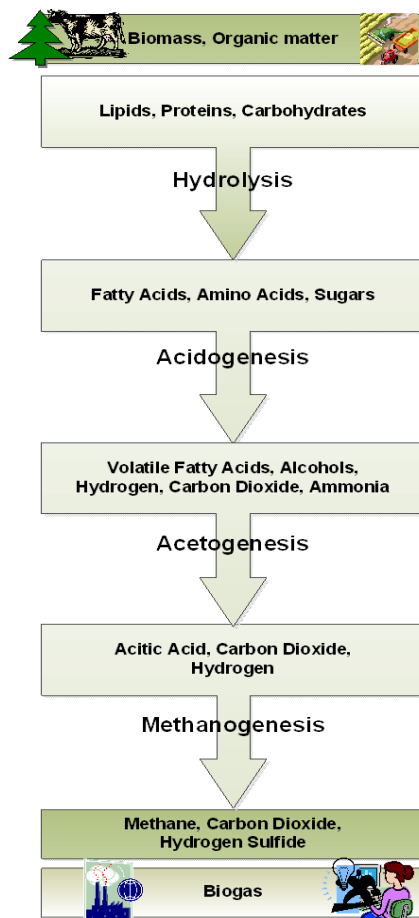 Biomass, Organic matter
Lipids, Proteins, Carbohydrates
Hydrolysis
Fatty Acids, Amino Acids, Sugars
Acidogenesis
Volatile Fatty Acids, Alcohols,
Hydrogen, Carbon Dioxide, Ammonia
Acetogenesis
Acitic Acid, Carbon Dioxide,
Hydrogen
Methanogenesis
Methane, Carbon Dioxide,
Hydrogen Sulfide
Biogas